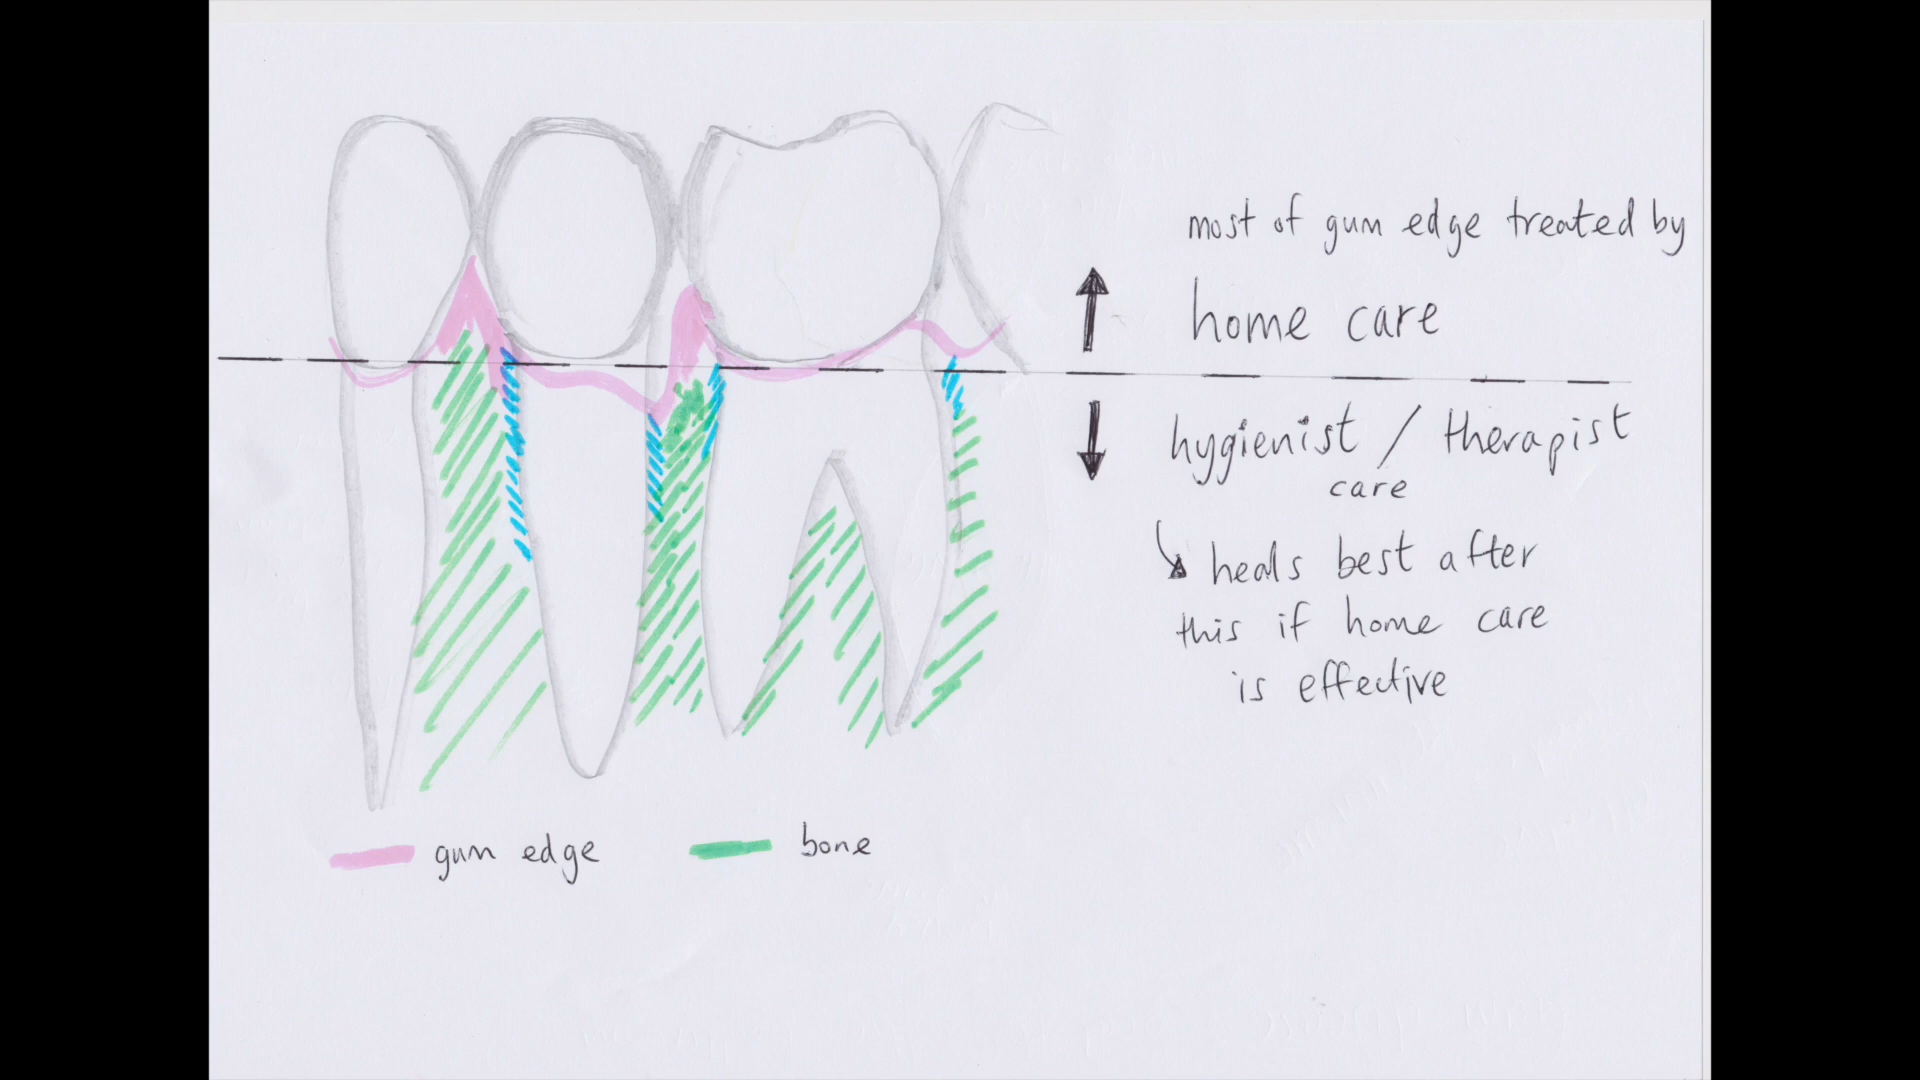 most of gum edge treated by
home care
hygienist / therapist
care
heals best after
this if home care
is effective
gum edge
bone